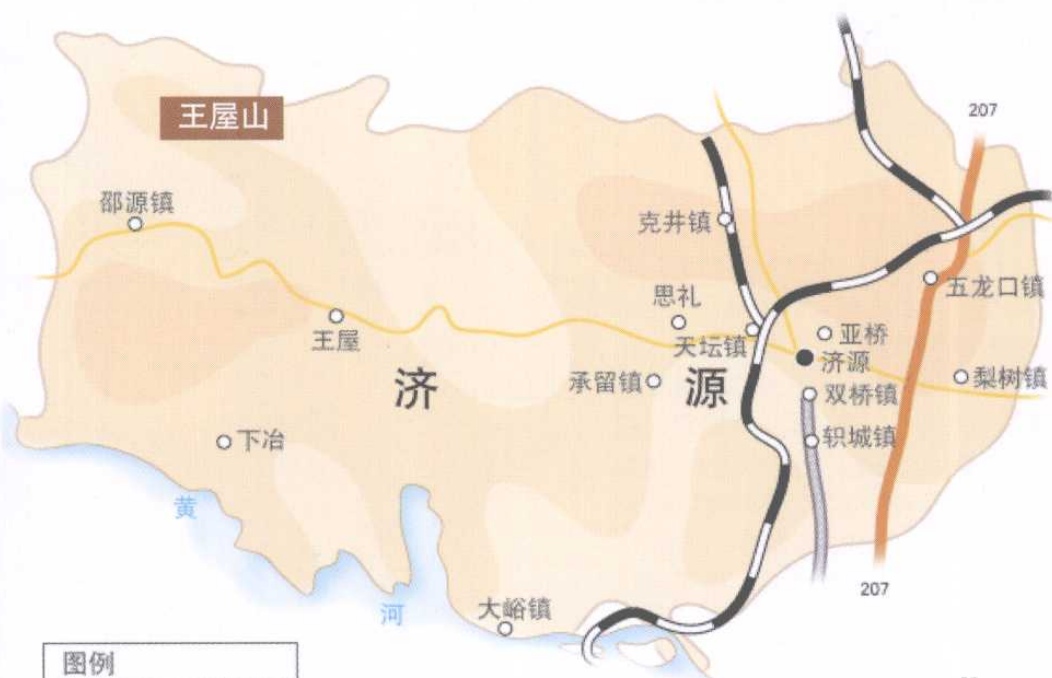 207
王屋山
邵源镇
克井镇
五龙口镇
思礼
王屋
天坛镇
亚桥
济源
承留镇
济源
梨树镇
双桥镇
轵城镇
下冶
黄
河
207
大峪镇
图例